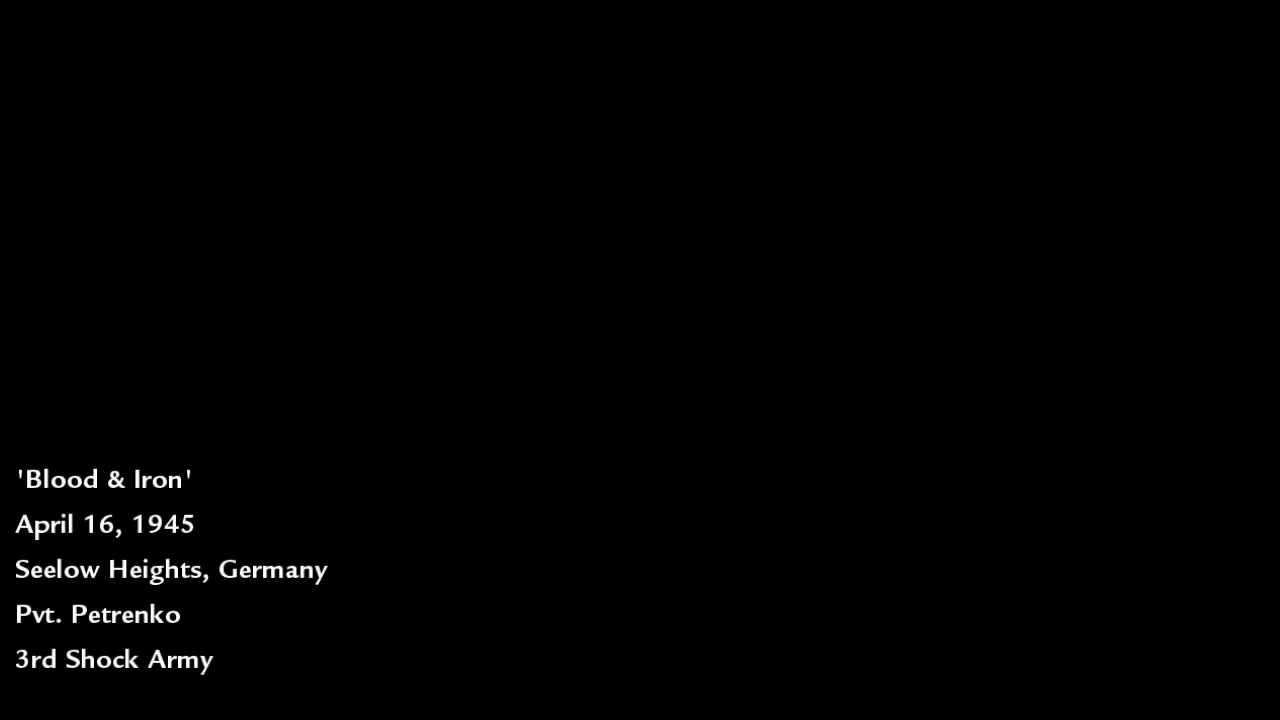 'Blood & Iron'
April 16, 1945
Seelow Heights, Germany
Pvt. Petrenko
3rd Shock Army